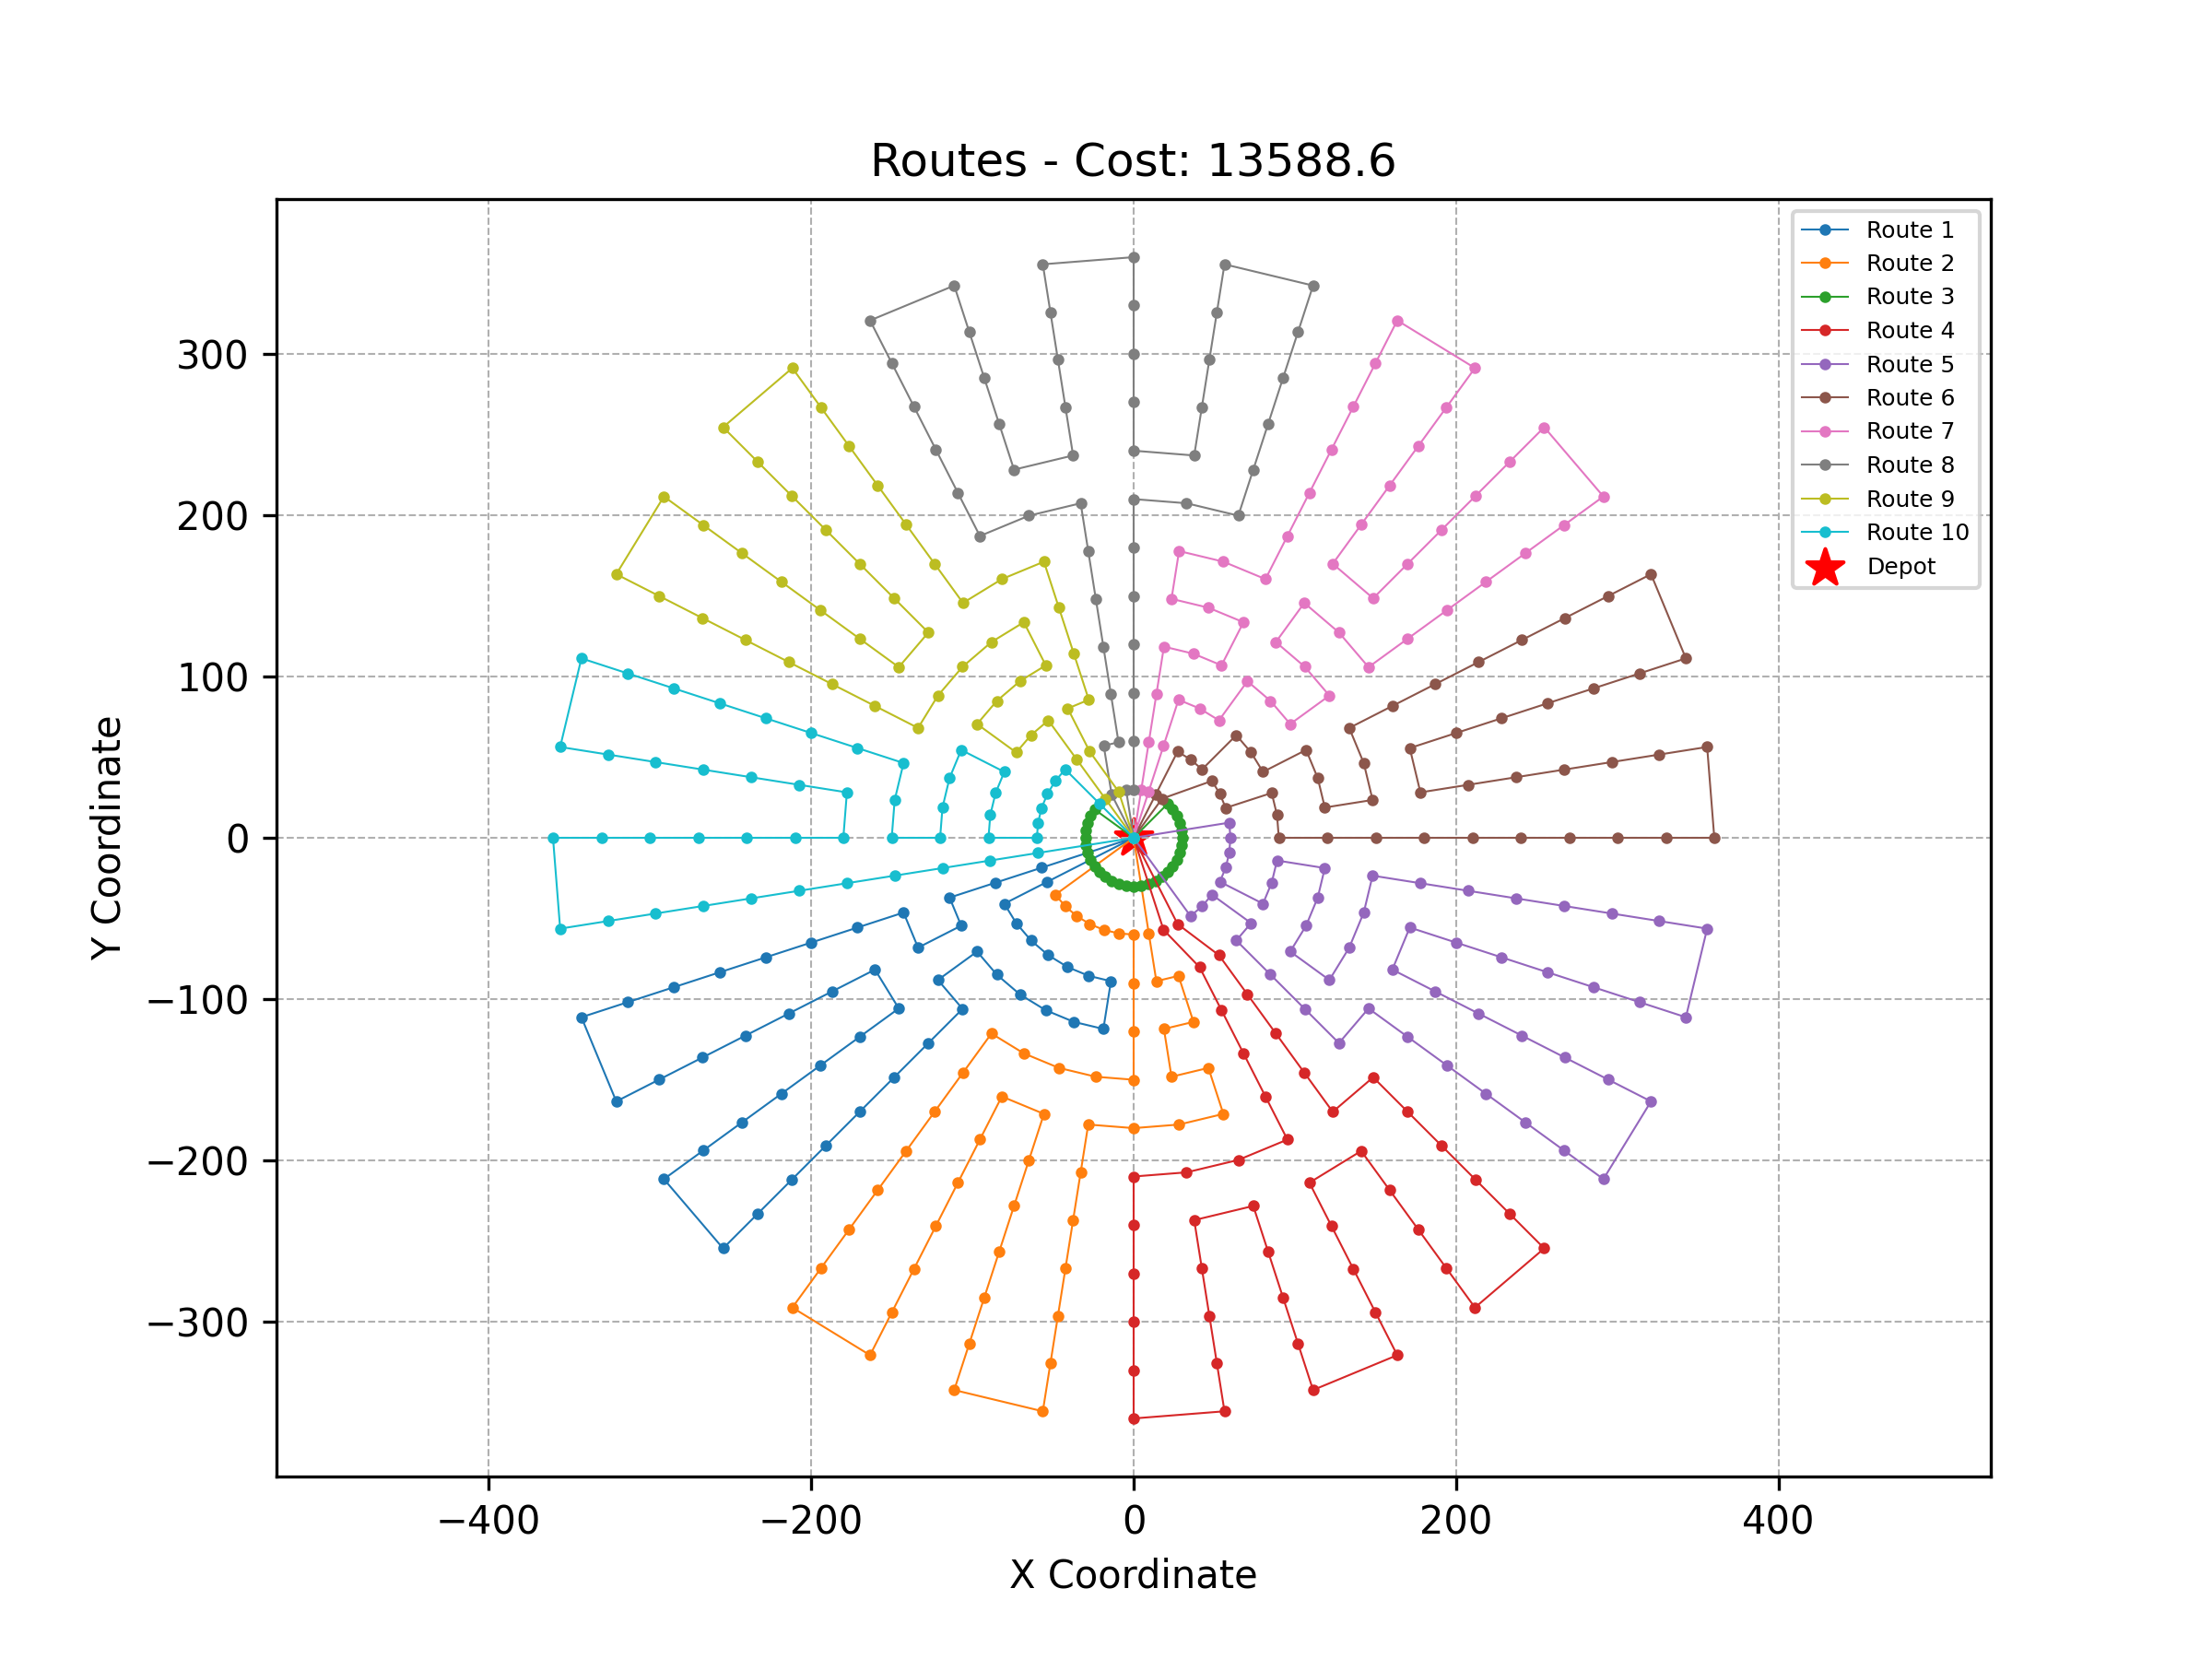 Routes - Cost: 13588.6
Route 1
Route 2
Route 3
Route 4
Route 5
Route 6
Route 7
Route 8
Route 9
Route 10
Depot
300
200
100
0
−100
−200
−300
Y Coordinate
−400 −200 0 200 400
X Coordinate